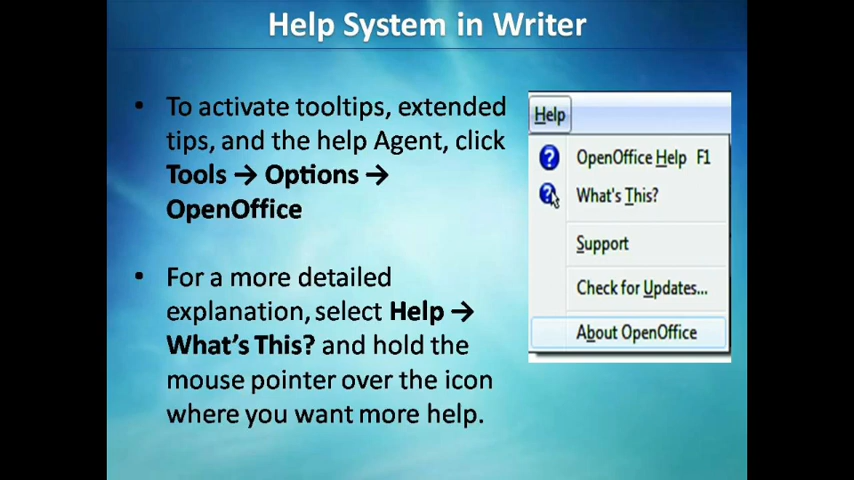 Help System in Writer
• To activate tooltips, extended
tips, and the help Agent, click
Tools → Options →
OpenOffice
• For a more detailed
explanation, select Help →
What's This? and hold the
mouse pointer over the icon
where you want more help.
Help
OpenOffice Help F1
What's This?
Support
Check for Updates...
About OpenOffice